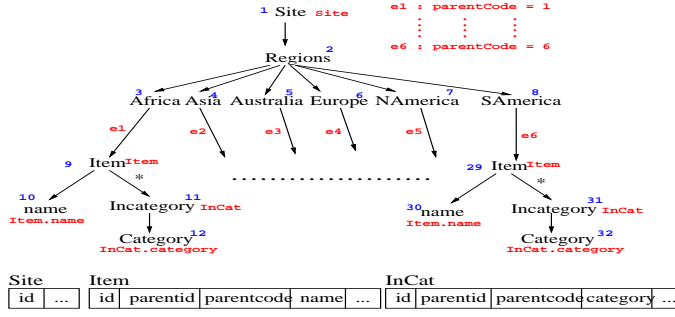 1 Site Site e1 : parentCode = 1
2 e6 : parentCode = 6
Regions
3 4 5 6 7 8
Africa Asia Australia Europe NAmerica SAmerica
e1 e2 e3 e4 e5 e6
9 Item Item 29 Item Item
* *
10 11 30 31
name Incategory InCat name Incategory InCat
Item.name Item.name
Category 12 Category 32
InCat.category InCat.category
Site Item InCat
id ... id parentid parentcode name ... id parentid parentcode category ...